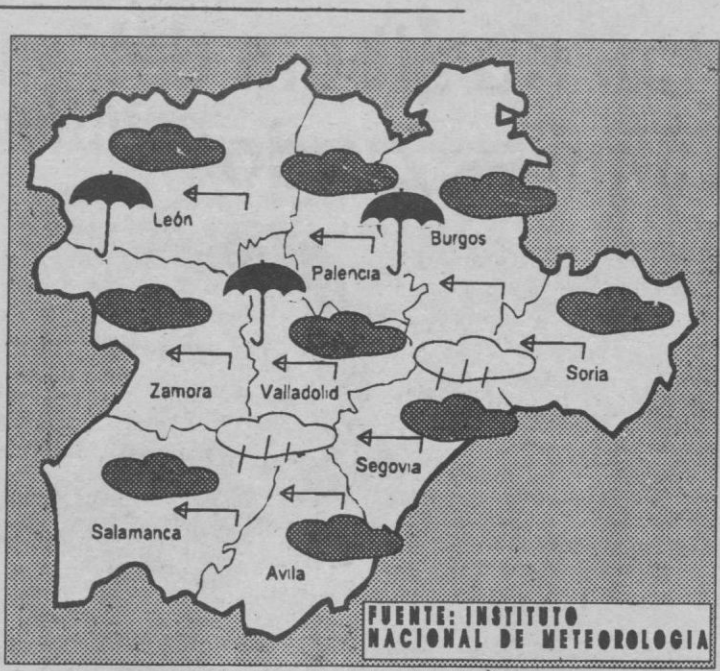 León
Burgos
Palencia
Soria
Zamora
Valladolid
Segovia
Salamanca
Avila
FUENTE: INSTITUTO
NACIONAL DE METEOROLOGIA